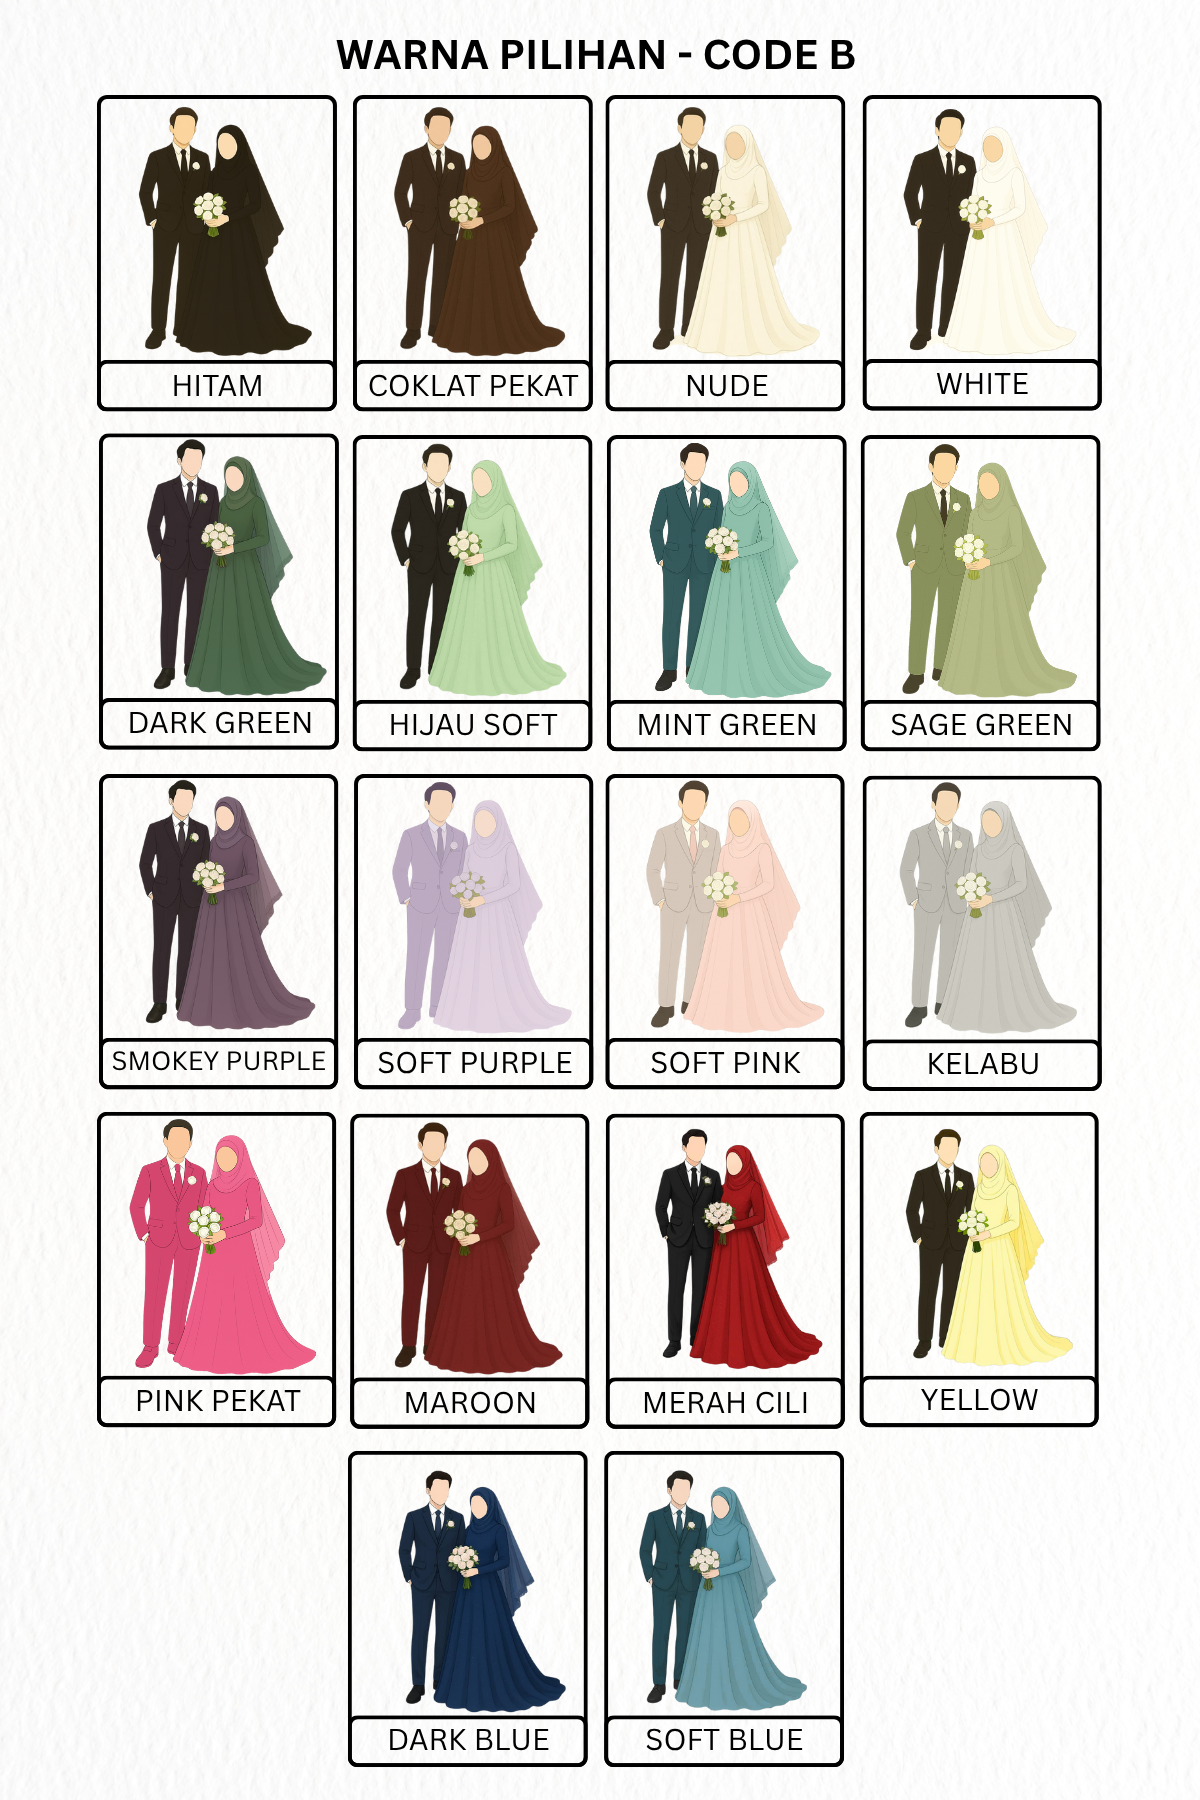 WARNA PILIHAN - CODE B
HITAM
COKLAT PEKAT
NUDE
WHITE
DARK GREEN
HIJAU SOFT
MINT GREEN
SAGE GREEN
SMOKEY PURPLE
SOFT PURPLE
SOFT PINK
KELABU
PINK PEKAT
MAROON
MERAH CILI
YELLOW
DARK BLUE
SOFT BLUE